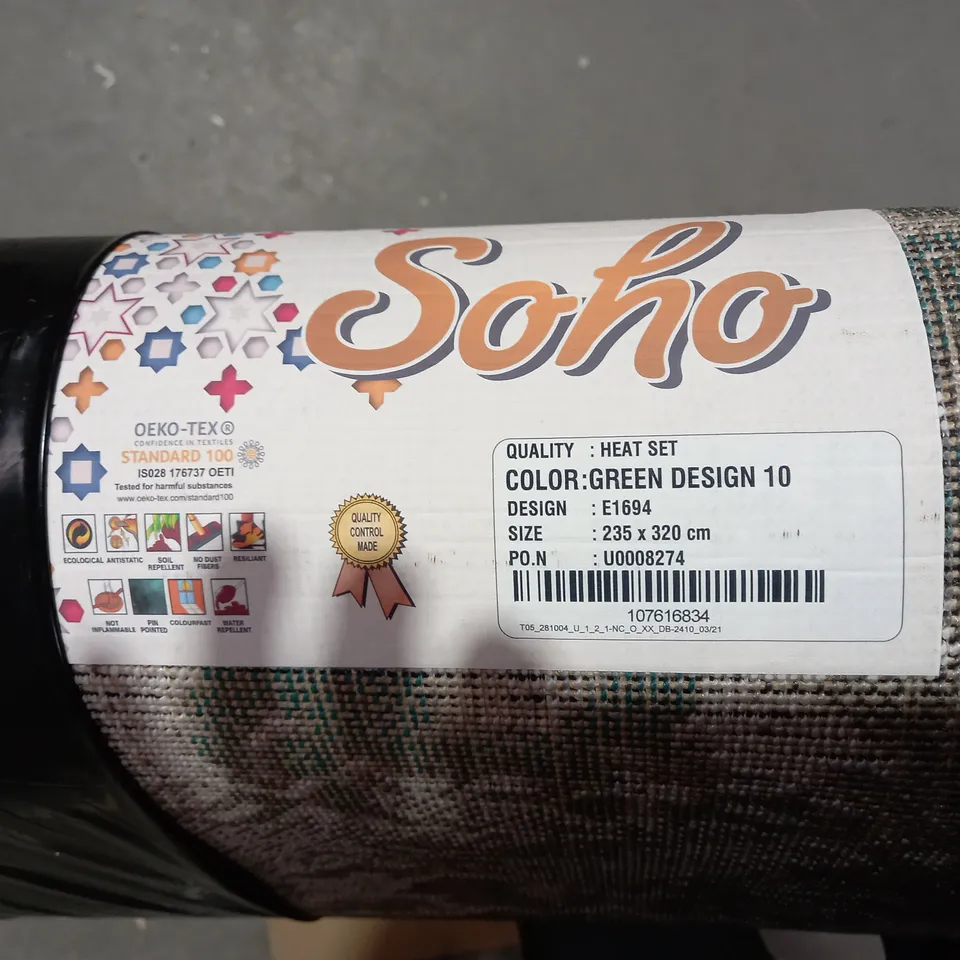 Soho
OEKO-TEX®
CONFIDENCE IN TEXTILES
STANDARD 100
IS028 176737 OETI
Tested for harmful substances
www.oeko-tex.com/standard100
ECOLOGICAL
ANTISTATIC
SOIL REPELLENT
NO DUST FIBERS
RESILIANT
NOT INFLAMMABLE
PIN POINTED
COLOURFAST
WATER REPELLENT
QUALITY
CONTROL
MADE
QUALITY : HEAT SET
COLOR:GREEN DESIGN 10
DESIGN : E1694
SIZE : 235 x 320 cm
PO.N : U0008274
107616834
T05_281004_U_1_2_1-NC_O_XX_DB-2410_03/21